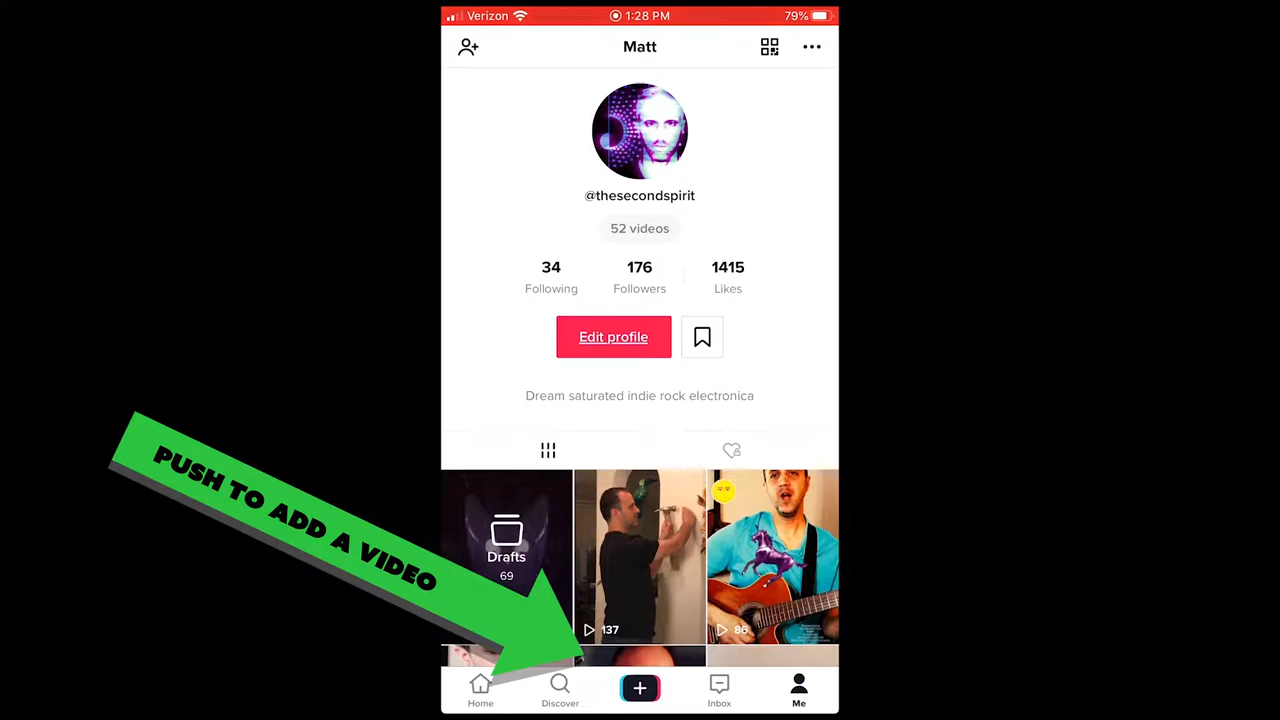 Verizon 1:28 PM 79%
Matt
@thesecondspirit
52 videos
34 176 1415
Following Followers Likes
Edit profile
Dream saturated indie rock electronica
PUSH TO ADD A VIDEO
Drafts
69
137 86
Home Discover Inbox Me